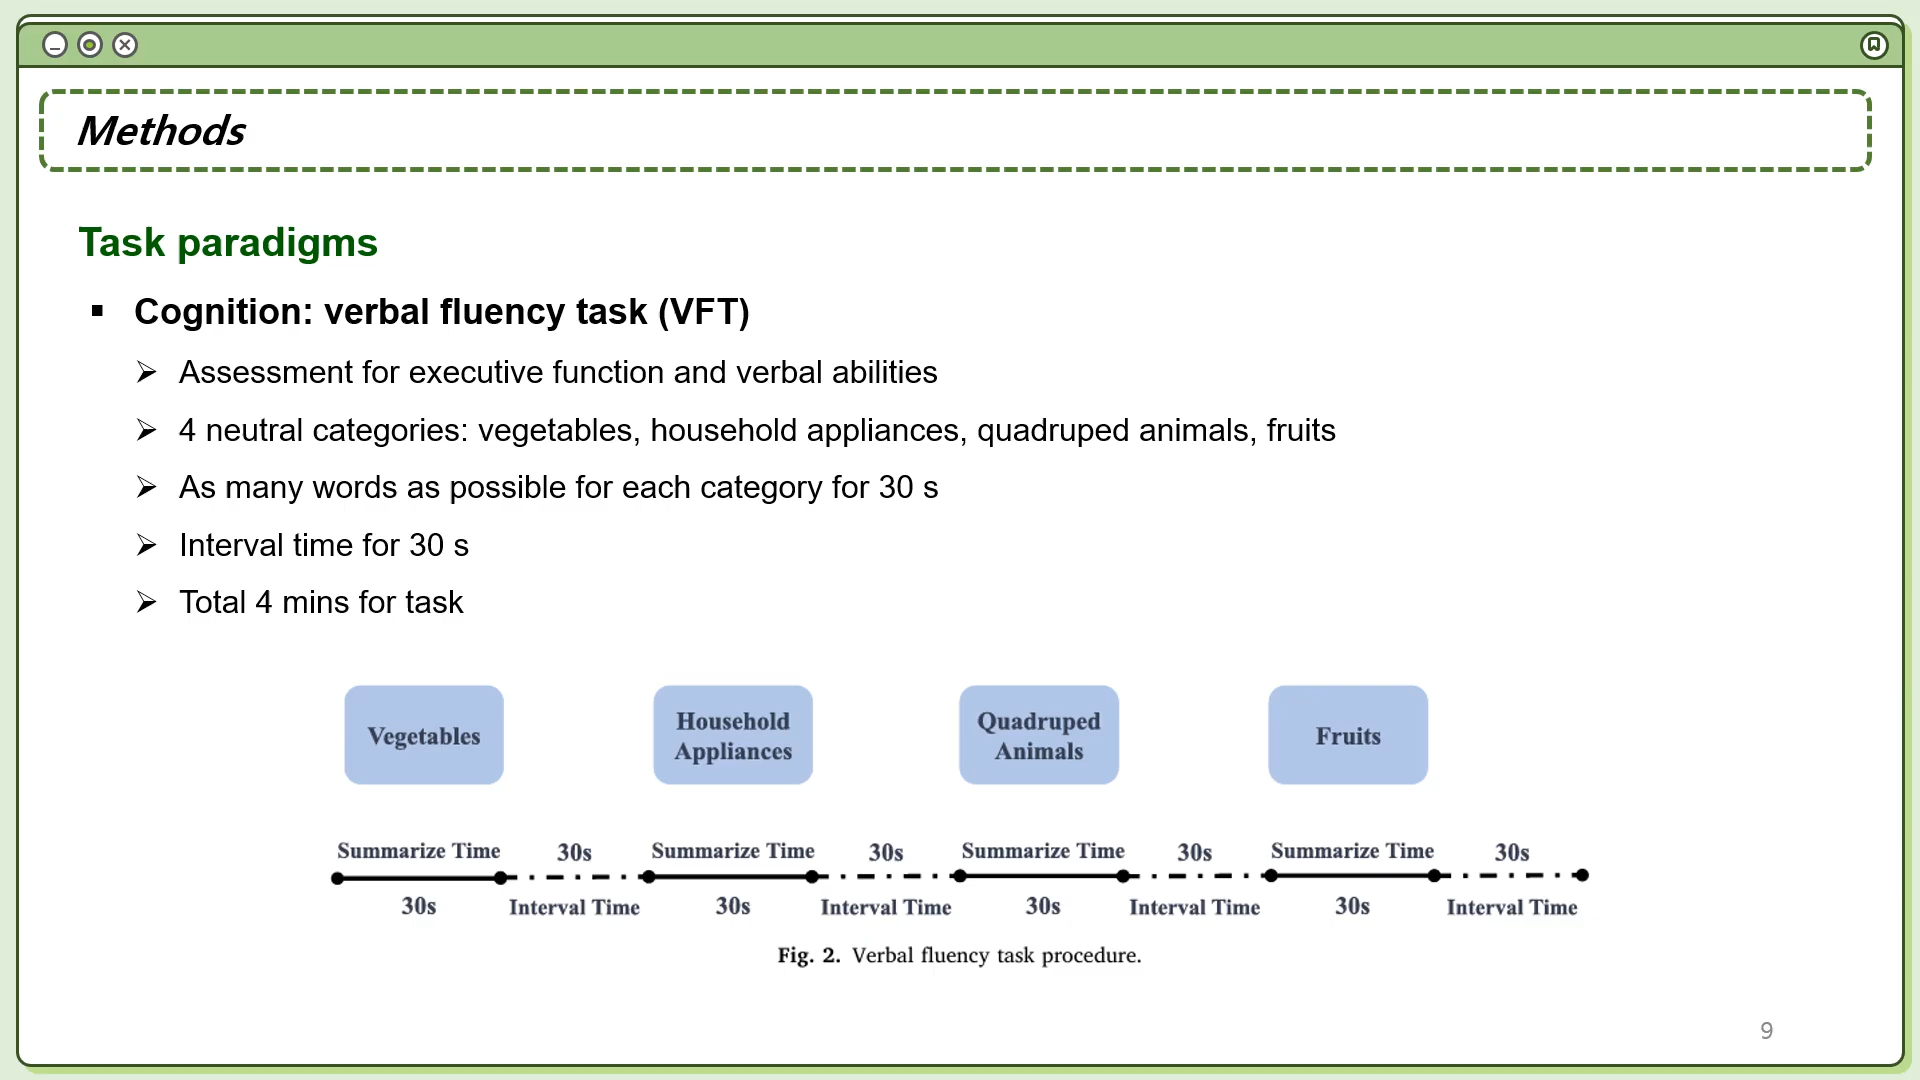 Methods
Task paradigms
▪ Cognition: verbal fluency task (VFT)
➢ Assessment for executive function and verbal abilities
➢ 4 neutral categories: vegetables, household appliances, quadruped animals, fruits
➢ As many words as possible for each category for 30 s
➢ Interval time for 30 s
➢ Total 4 mins for task
Vegetables
Household
Appliances
Quadruped
Animals
Fruits
Summarize Time 30s Summarize Time 30s Summarize Time 30s Summarize Time 30s
30s Interval Time 30s Interval Time 30s Interval Time 30s Interval Time
Fig. 2. Verbal fluency task procedure.
9